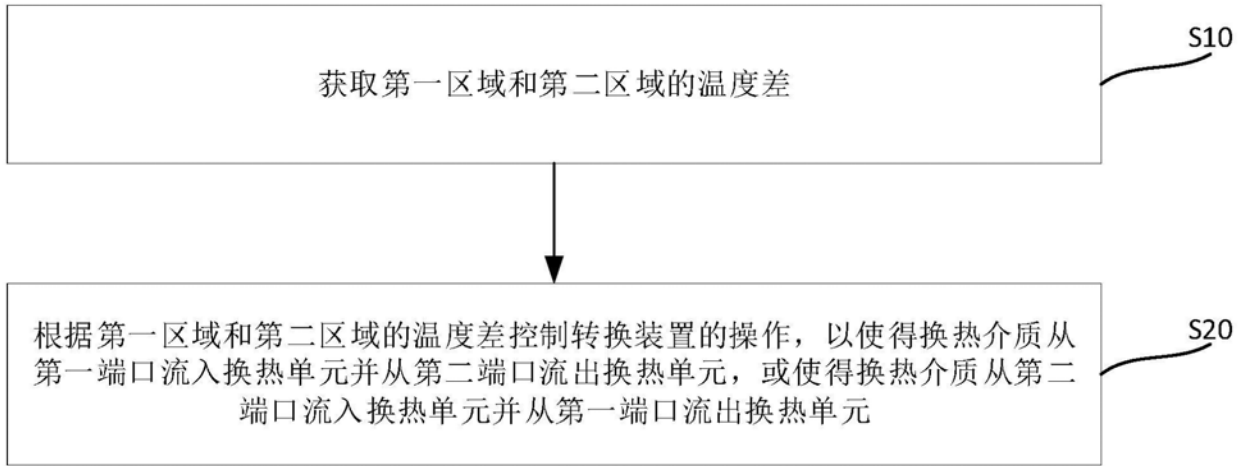 获取第一区域和第二区域的温度差
S10
根据第一区域和第二区域的温度差控制转换装置的操作，以使得换热介质从
第一端口流入换热单元并从第二端口流出换热单元，或使得换热介质从第二
端口流入换热单元并从第一端口流出换热单元
S20